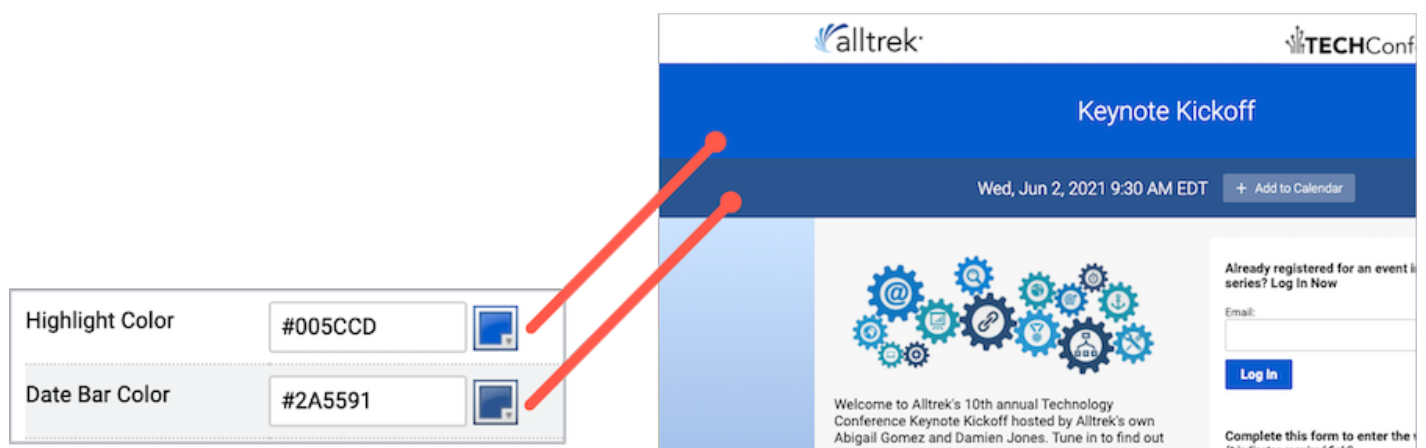 alltrek
TECHConf
Keynote Kickoff
Wed, Jun 2, 2021 9:30 AM EDT
+ Add to Calendar
Highlight Color
#005CCD
Date Bar Color
#2A5591
@
Welcome to Alltrek's 10th annual Technology
Conference Keynote Kickoff hosted by Alltrek's own
Abigail Gomez and Damien Jones. Tune in to find out
Already registered for an event
series? Log In Now
Email:
Log In
Complete this form to enter the